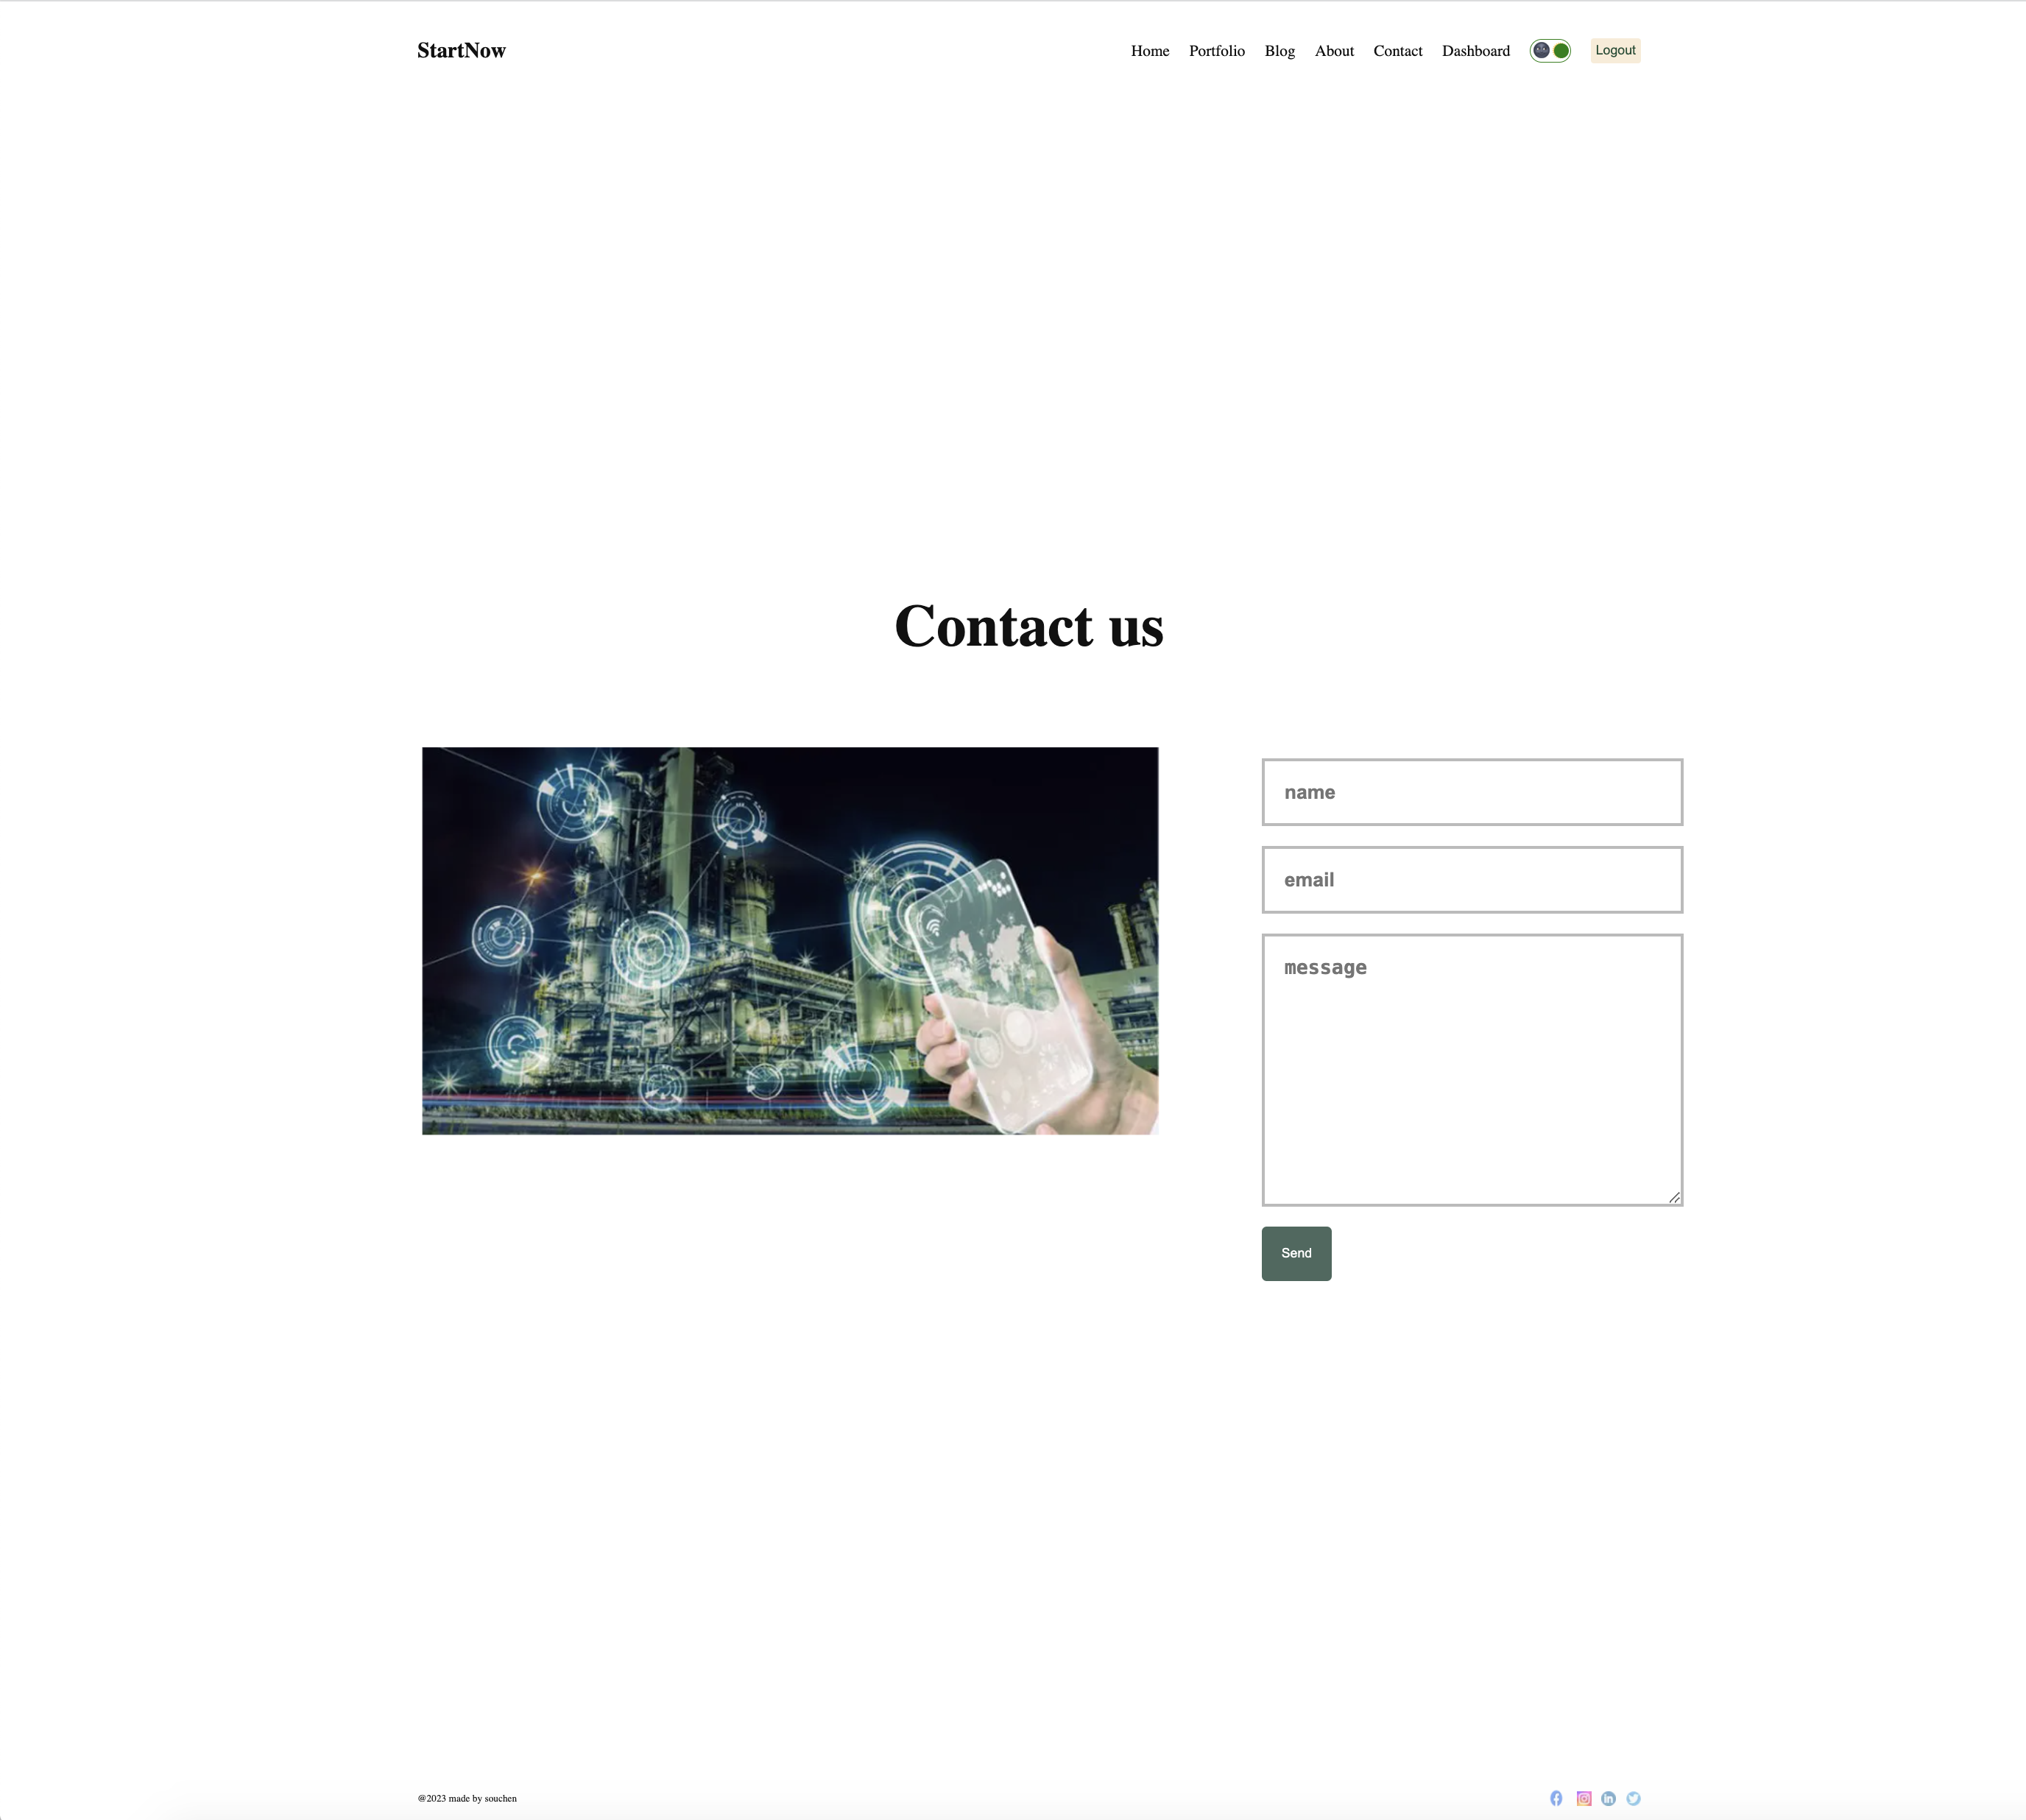 StartNow
Home Portfolio Blog About Contact Dashboard Logout
Contact us
name
email
message
Send
@2023 made by souchen